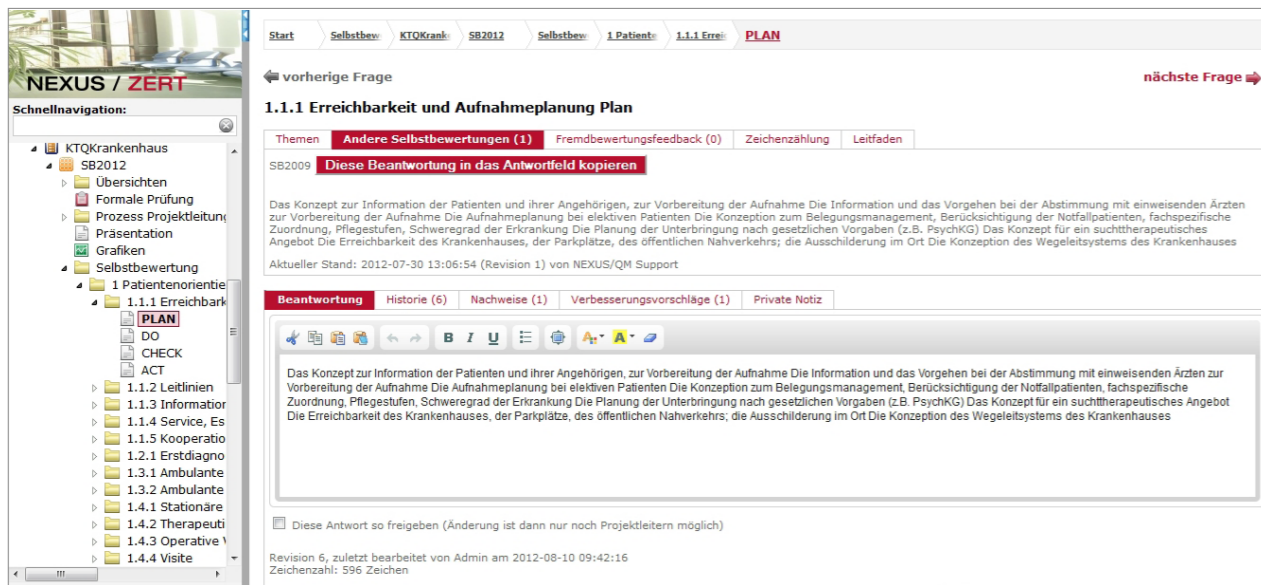 NEXUS / ZERT
Schnellnavigation:
KTQKrankenhaus
SB2012
Übersichten
Formale Prüfung
Prozess Projektleitung
Präsentation
Grafiken
Selbstbewertung
1 Patientenorientie
1.1.1 Erreichbark
PLAN
DO
CHECK
ACT
1.1.2 Leitlinien
1.1.3 Information
1.1.4 Service, Es
1.1.5 Kooperatio
1.2.1 Erstdiagno
1.3.1 Ambulante
1.3.2 Ambulante
1.4.1 Stationäre
1.4.2 Therapeuti
1.4.3 Operative V
1.4.4 Visite
Start Selbstbew KTQKrank SB2012 Selbstbew 1 Patiente 1.1.1 Errei PLAN
vorherige Frage nächste Frage
1.1.1 Erreichbarkeit und Aufnahmeplanung Plan
Themen Andere Selbstbewertungen (1) Fremdbewertungsfeedback (0) Zeichenzählung Leitfaden
SB2009 Diese Beantwortung in das Antwortfeld kopieren
Das Konzept zur Information der Patienten und ihrer Angehörigen, zur Vorbereitung der Aufnahme Die Information und das Vorgehen bei der Abstimmung mit einweisenden Ärzten
zur Vorbereitung der Aufnahme Die Aufnahmeplanung bei elektiven Patienten Die Konzeption zum Belegungsmanagement, Berücksichtigung der Notfallpatienten, fachspezifische
Zuordnung, Pflegestufen, Schweregrad der Erkrankung Die Planung der Unterbringung nach gesetzlichen Vorgaben (z.B. PsychKG) Das Konzept für ein suchttherapeutisches
Angebot Die Erreichbarkeit des Krankenhauses, der Parkplätze, des öffentlichen Nahverkehrs; die Ausschilderung im Ort Die Konzeption des Wegeleitsystems des Krankenhauses
Aktueller Stand: 2012-07-30 13:06:54 (Revision 1) von NEXUS/QM Support
Beantwortung Historie (6) Nachweise (1) Verbesserungsvorschläge (1) Private Notiz
B I U A A
Das Konzept zur Information der Patienten und ihrer Angehörigen, zur Vorbereitung der Aufnahme Die Information und das Vorgehen bei der Abstimmung mit einweisenden Ärzten zur
Vorbereitung der Aufnahme Die Aufnahmeplanung bei elektiven Patienten Die Konzeption zum Belegungsmanagement, Berücksichtigung der Notfallpatienten, fachspezifische
Zuordnung, Pflegestufen, Schweregrad der Erkrankung Die Planung der Unterbringung nach gesetzlichen Vorgaben (z.B. PsychKG) Das Konzept für ein suchttherapeutisches Angebot
Die Erreichbarkeit des Krankenhauses, der Parkplätze, des öffentlichen Nahverkehrs; die Ausschilderung im Ort Die Konzeption des Wegeleitsystems des Krankenhauses
Diese Antwort so freigeben (Änderung ist dann nur noch Projektleitern möglich)
Revision 6, zuletzt bearbeitet von Admin am 2012-08-10 09:42:16
Zeichenzahl: 596 Zeichen